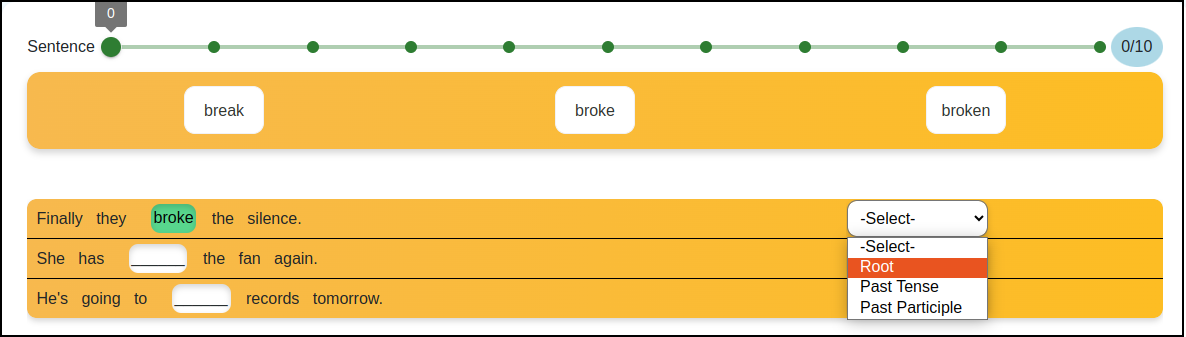 0
Sentence 0/10
break broke broken
Finally they broke the silence. -Select-
She has ______ the fan again. -Select-
Root
He's going to ______ records tomorrow. Past Tense
Past Participle